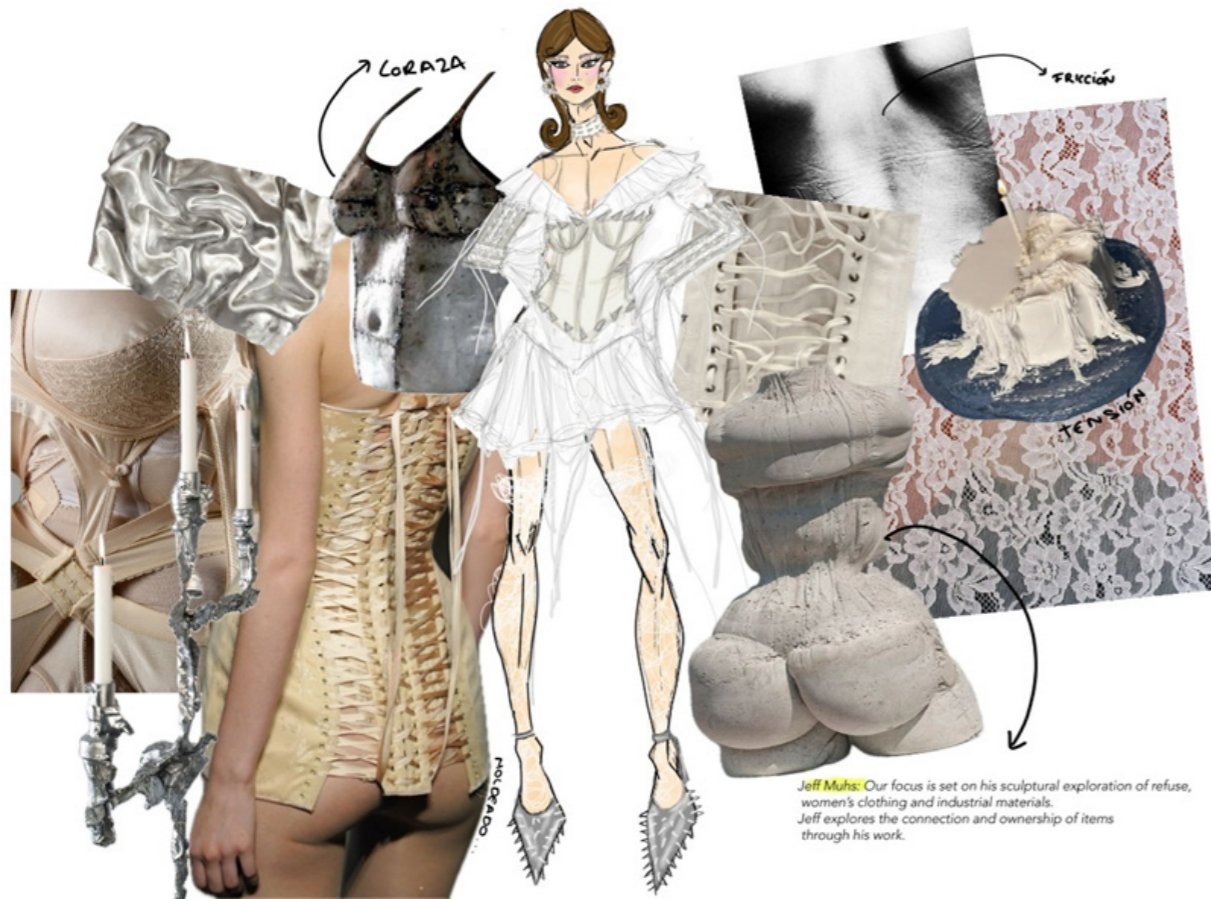 CORAZA
FRICCIÓN
TENSIÓN
MOLDEADO...
Jeff Muhs: Our focus is set on his sculptural exploration of refuse,
women's clothing and industrial materials.
Jeff explores the connection and ownership of items
through his work.